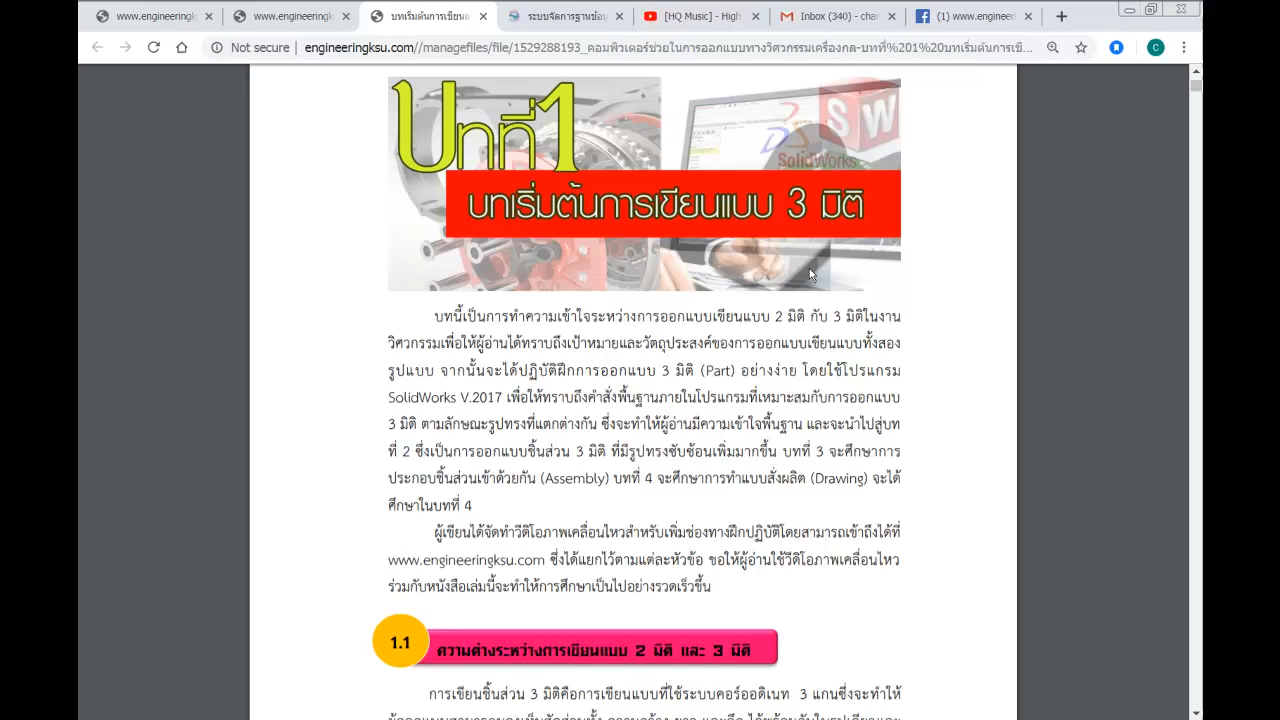 www.engineeringk
www.engineeringk
บทเริ่มต้นการเขียนแ
ระบบจัดการฐานข้อมู
[HQ Music] - High
Inbox (340) - cha
(1) www.engineer
Not secure | engineeringksu.com//managefiles/file/1529288193_คอมพิวเตอร์ช่วยในการออกแบบทางวิศวกรรมเครื่องกล-บทที่%201%20บทเริ่มต้นการเขี...
C
บทที่1
SW
SolidWorks
บทเริ่มต้นการเขียนแบบ 3 มิติ
บทนี้เป็นการทำความเข้าใจระหว่างการออกแบบเขียนแบบ 2 มิติ กับ 3 มิติในงาน
วิศวกรรมเพื่อให้ผู้อ่านได้ทราบถึงเป้าหมายและวัตถุประสงค์ของการออกแบบเขียนแบบทั้งสอง
รูปแบบ จากนั้นจะได้ปฏิบัติฝึกการออกแบบ 3 มิติ (Part) อย่างง่าย โดยใช้โปรแกรม
SolidWorks V.2017 เพื่อให้ทราบถึงคำสั่งพื้นฐานภายในโปรแกรมที่เหมาะสมกับการออกแบบ
3 มิติ ตามลักษณะรูปทรงที่แตกต่างกัน ซึ่งจะทำให้ผู้อ่านมีความเข้าใจพื้นฐาน และจะนำไปสู่บท
ที่ 2 ซึ่งเป็นการออกแบบชิ้นส่วน 3 มิติ ที่มีรูปทรงซับซ้อนเพิ่มมากขึ้น บทที่ 3 จะศึกษาการ
ประกอบชิ้นส่วนเข้าด้วยกัน (Assembly) บทที่ 4 จะศึกษาการทำแบบสั่งผลิต (Drawing) จะได้
ศึกษาในบทที่ 4
ผู้เขียนได้จัดทำวีดิโอภาพเคลื่อนไหวสำหรับเพิ่มช่องทางฝึกปฏิบัติโดยสามารถเข้าถึงได้ที่
www.engineeringksu.com ซึ่งได้แยกไว้ตามแต่ละหัวข้อ ขอให้ผู้อ่านใช้วีดิโอภาพเคลื่อนไหว
ร่วมกับหนังสือเล่มนี้จะทำให้การศึกษาเป็นไปอย่างรวดเร็วขึ้น
1.1 ความต่างระหว่างการเขียนแบบ 2 มิติ และ 3 มิติ
การเขียนชิ้นส่วน 3 มิติคือการเขียนแบบที่ใช้ระบบคอร์ออดิเนท 3 แกนซึ่งจะทำให้